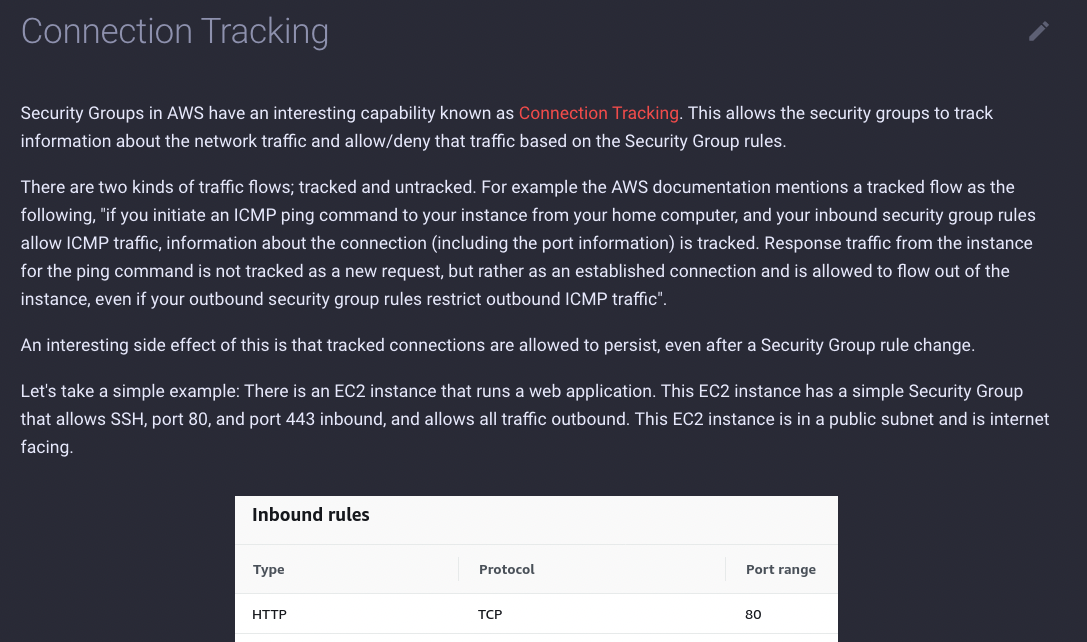 Connection Tracking
Security Groups in AWS have an interesting capability known as Connection Tracking. This allows the security groups to track
information about the network traffic and allow/deny that traffic based on the Security Group rules.
There are two kinds of traffic flows; tracked and untracked. For example the AWS documentation mentions a tracked flow as the
following, "if you initiate an ICMP ping command to your instance from your home computer, and your inbound security group rules
allow ICMP traffic, information about the connection (including the port information) is tracked. Response traffic from the instance
for the ping command is not tracked as a new request, but rather as an established connection and is allowed to flow out of the
instance, even if your outbound security group rules restrict outbound ICMP traffic".
An interesting side effect of this is that tracked connections are allowed to persist, even after a Security Group rule change.
Let's take a simple example: There is an EC2 instance that runs a web application. This EC2 instance has a simple Security Group
that allows SSH, port 80, and port 443 inbound, and allows all traffic outbound. This EC2 instance is in a public subnet and is internet
facing.
Inbound rules
Type Protocol Port range
HTTP TCP 80